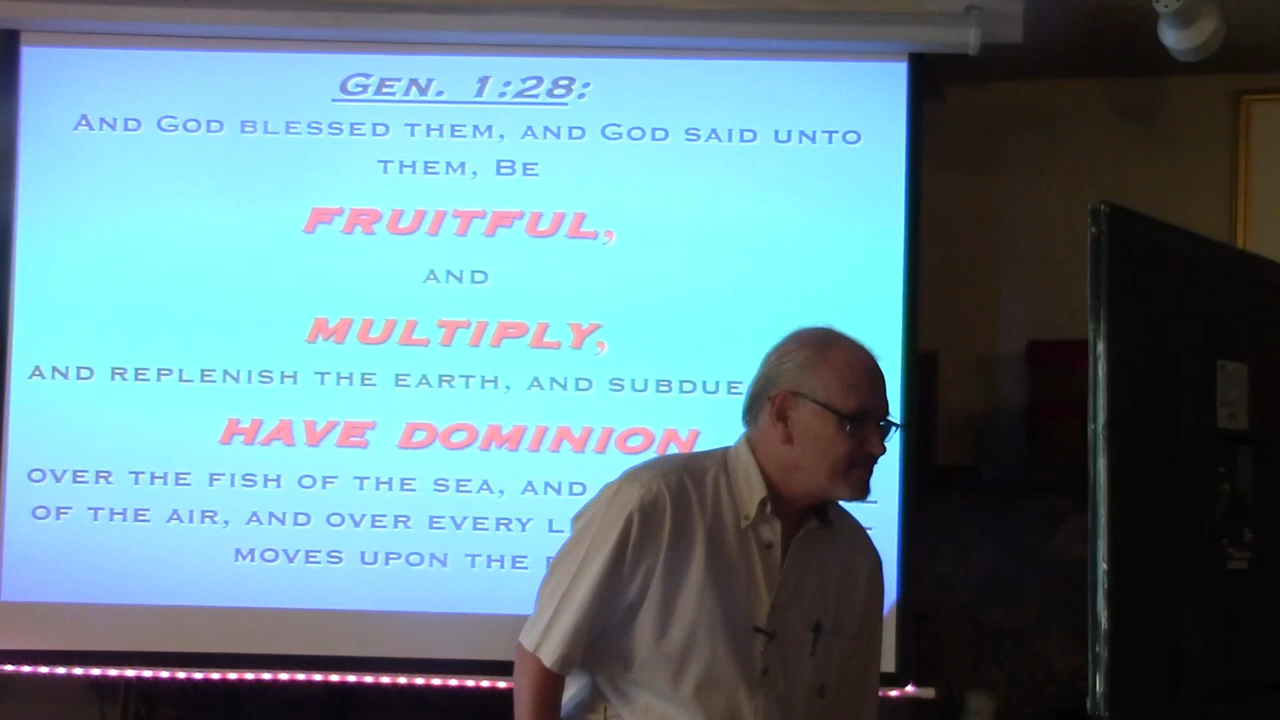 GEN. 1:28:
AND GOD BLESSED THEM, AND GOD SAID UNTO
THEM, BE
FRUITFUL,
AND
MULTIPLY,
AND REPLENISH THE EARTH, AND SUBDUE
HAVE DOMINION
OVER THE FISH OF THE SEA, AND
OF THE AIR, AND OVER EVERY
MOVES UPON THE